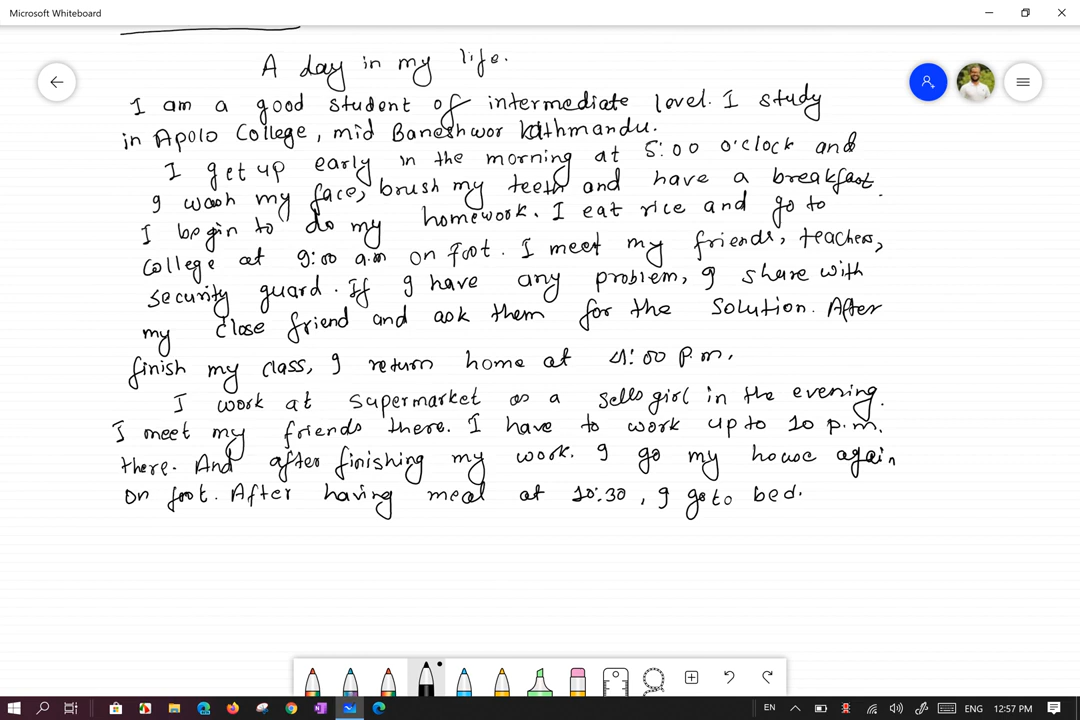 Microsoft Whiteboard
A day in my life.
I am a good student of intermediate level. I study
in Apolo College, mid Baneshwor Kathmandu.
I get up early in the morning at 5:00 o'clock and
I wash my face, brush my teeth and have a breakfast.
I begin to do my homework. I eat rice and go to
college at 9:00 a.m on foot. I meet my friends, teachers,
security guard. If I have any problem, I share with
my close friend and ask them for the solution. After
finish my class, I return home at 4:00 P.m.
I work at supermarket as a sells girl in the evening.
I meet my friends there. I have to work up to 10 p.m.
there. And after finishing my work. I go my house again
on foot. After having meal at 10:30, I go to bed.
EN
ENG
12:57 PM